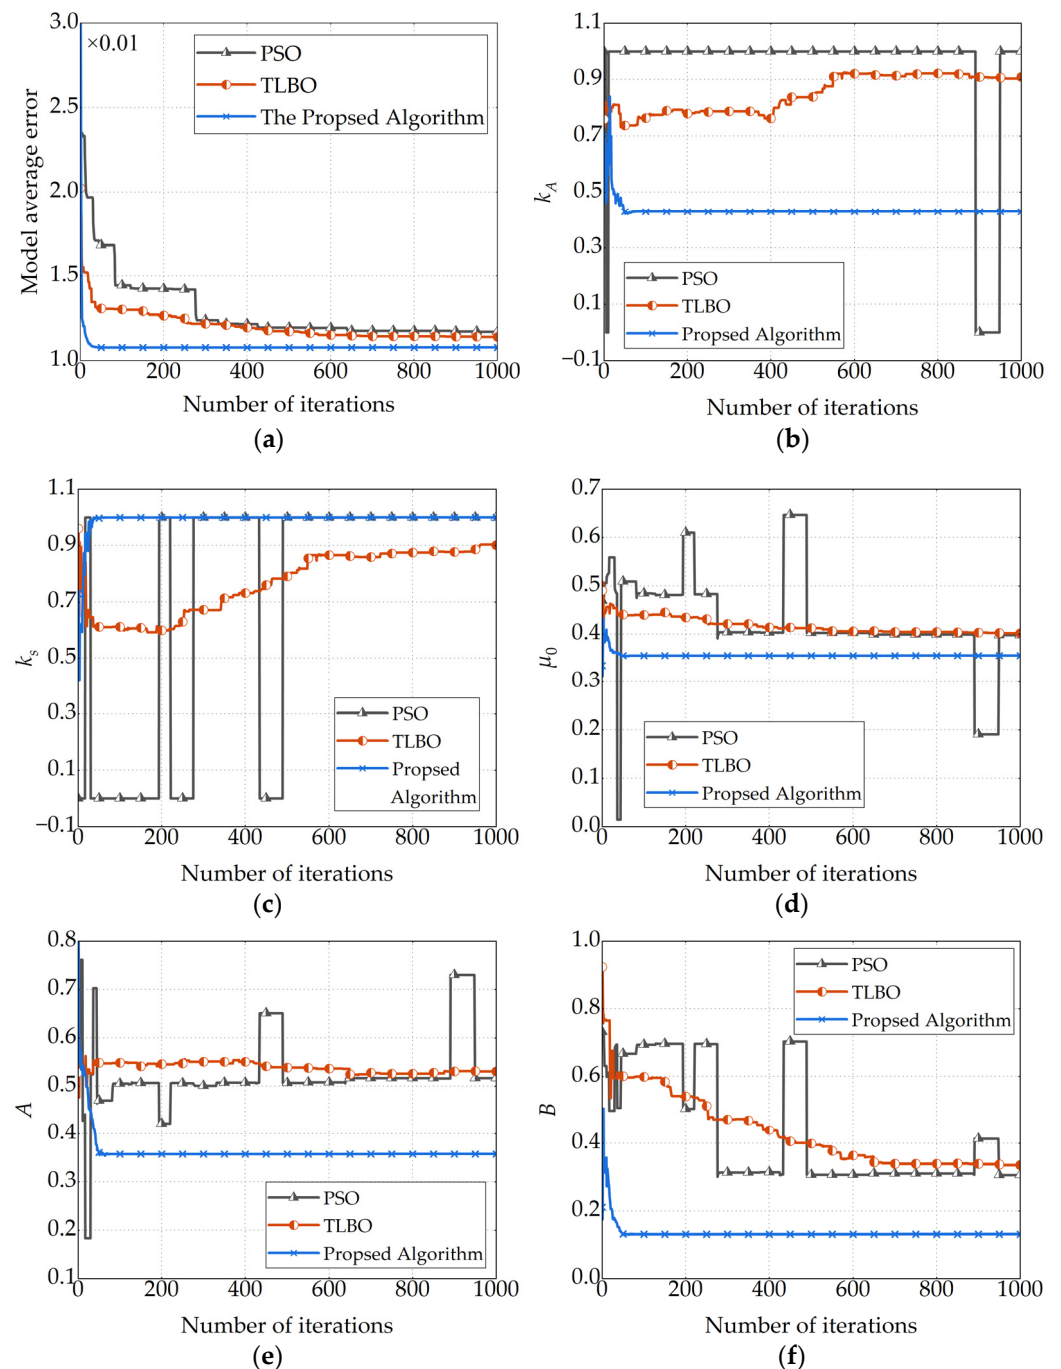 3.0
×0.01
PSO
TLBO
The Propsed Algorithm
2.5
2.0
1.5
1.0
Model average error
0 200 400 600 800 1000
Number of iterations
(a)
1.1
0.9
0.7
0.5
0.3
0.1
−0.1
k_A
PSO
TLBO
Propsed Algorithm
0 200 400 600 800 1000
Number of iterations
(b)
1.1
0.9
0.7
0.5
0.3
0.1
−0.1
k_s
PSO
TLBO
Propsed
Algorithm
0 200 400 600 800 1000
Number of iterations
(c)
0.7
0.6
0.5
0.4
0.3
0.2
0.1
0.0
μ_0
PSO
TLBO
Propsed Algorithm
0 200 400 600 800 1000
Number of iterations
(d)
0.8
0.7
0.6
0.5
0.4
0.3
0.2
0.1
A
PSO
TLBO
Propsed Algorithm
0 200 400 600 800 1000
Number of iterations
(e)
1.0
0.8
0.6
0.4
0.2
0.0
B
PSO
TLBO
Propsed Algorithm
0 200 400 600 800 1000
Number of iterations
(f)